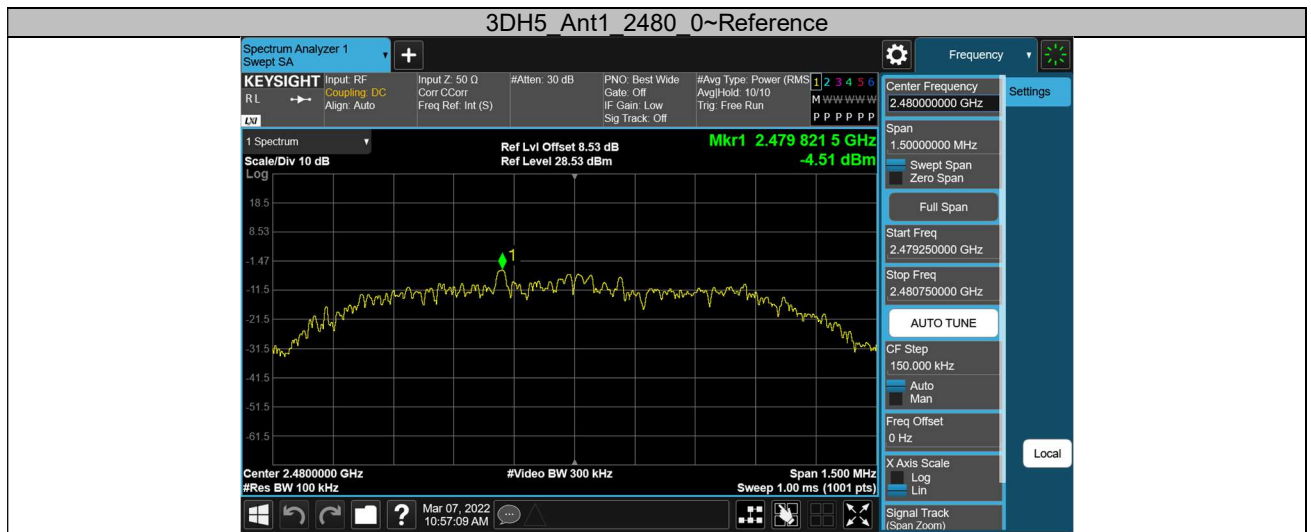 3DH5_Ant1_2480_0~Reference
Spectrum Analyzer 1
Swept SA
+
Frequency
KEYSIGHT
RL
LXI
Input: RF
Coupling: DC
Align: Auto
Input Z: 50 Ω
Corr CCorr
Freq Ref: Int (S)
#Atten: 30 dB
PNO: Best Wide
Gate: Off
IF Gain: Low
Sig Track: Off
#Avg Type: Power (RMS
Avg|Hold: 10/10
Trig: Free Run
1 2 3 4 5 6
M W W W W W
P P P P P P
1 Spectrum
Scale/Div 10 dB
Log
Ref Lvl Offset 8.53 dB
Ref Level 28.53 dBm
Mkr1 2.479 821 5 GHz
-4.51 dBm
1
18.5
8.53
-1.47
-11.5
-21.5
-31.5
-41.5
-51.5
-61.5
Center 2.4800000 GHz
#Res BW 100 kHz
#Video BW 300 kHz
Span 1.500 MHz
Sweep 1.00 ms (1001 pts)
?
Mar 07, 2022
10:57:09 AM
Center Frequency
2.480000000 GHz
Settings
Span
1.50000000 MHz
Swept Span
Zero Span
Full Span
Start Freq
2.479250000 GHz
Stop Freq
2.480750000 GHz
AUTO TUNE
CF Step
150.000 kHz
Auto
Man
Freq Offset
0 Hz
X Axis Scale
Log
Lin
Local
Signal Track
(Span Zoom)